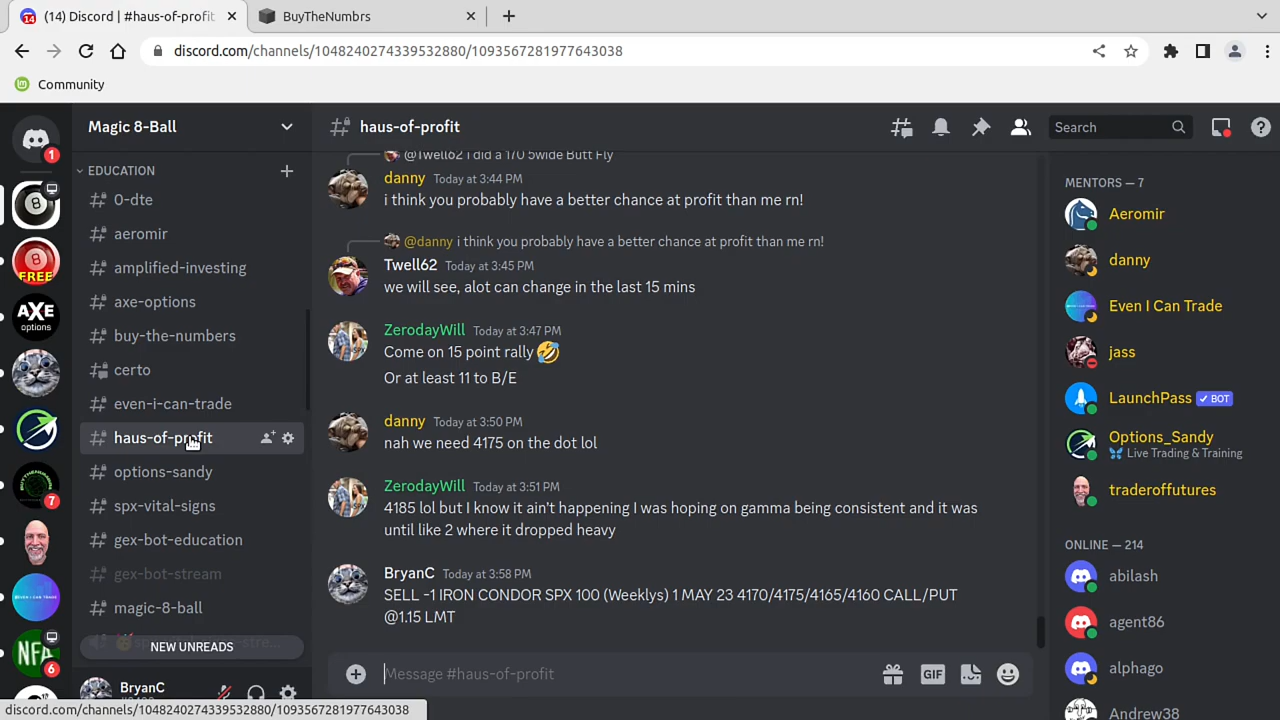 (14) Discord | #haus-of-profit
BuyTheNumbrs
discord.com/channels/1048240274339532880/1093567281977643038
Community
Magic 8-Ball
haus-of-profit
Search
EDUCATION
0-dte
aeromir
amplified-investing
axe-options
buy-the-numbers
certo
even-i-can-trade
haus-of-profit
options-sandy
spx-vital-signs
gex-bot-education
gex-bot-stream
magic-8-ball
NEW UNREADS
BryanC
1
8
8
FREE
AXE
options
7
NFA
6
@Twell62 i did a 170 5wide Butt Fly
danny Today at 3:44 PM
i think you probably have a better chance at profit than me rn!
@danny i think you probably have a better chance at profit than me rn!
Twell62 Today at 3:45 PM
we will see, alot can change in the last 15 mins
ZerodayWill Today at 3:47 PM
Come on 15 point rally 🤣
Or at least 11 to B/E
danny Today at 3:50 PM
nah we need 4175 on the dot lol
ZerodayWill Today at 3:51 PM
4185 lol but I know it ain't happening I was hoping on gamma being consistent and it was
until like 2 where it dropped heavy
BryanC Today at 3:58 PM
SELL -1 IRON CONDOR SPX 100 (Weeklys) 1 MAY 23 4170/4175/4165/4160 CALL/PUT
@1.15 LMT
Message #haus-of-profit
GIF
MENTORS — 7
Aeromir
danny
Even I Can Trade
jass
LaunchPass ✓ BOT
Options_Sandy
Live Trading & Training
traderoffutures
ONLINE — 214
abilash
agent86
alphago
Andrew38
discord.com/channels/1048240274339532880/1093567281977643038